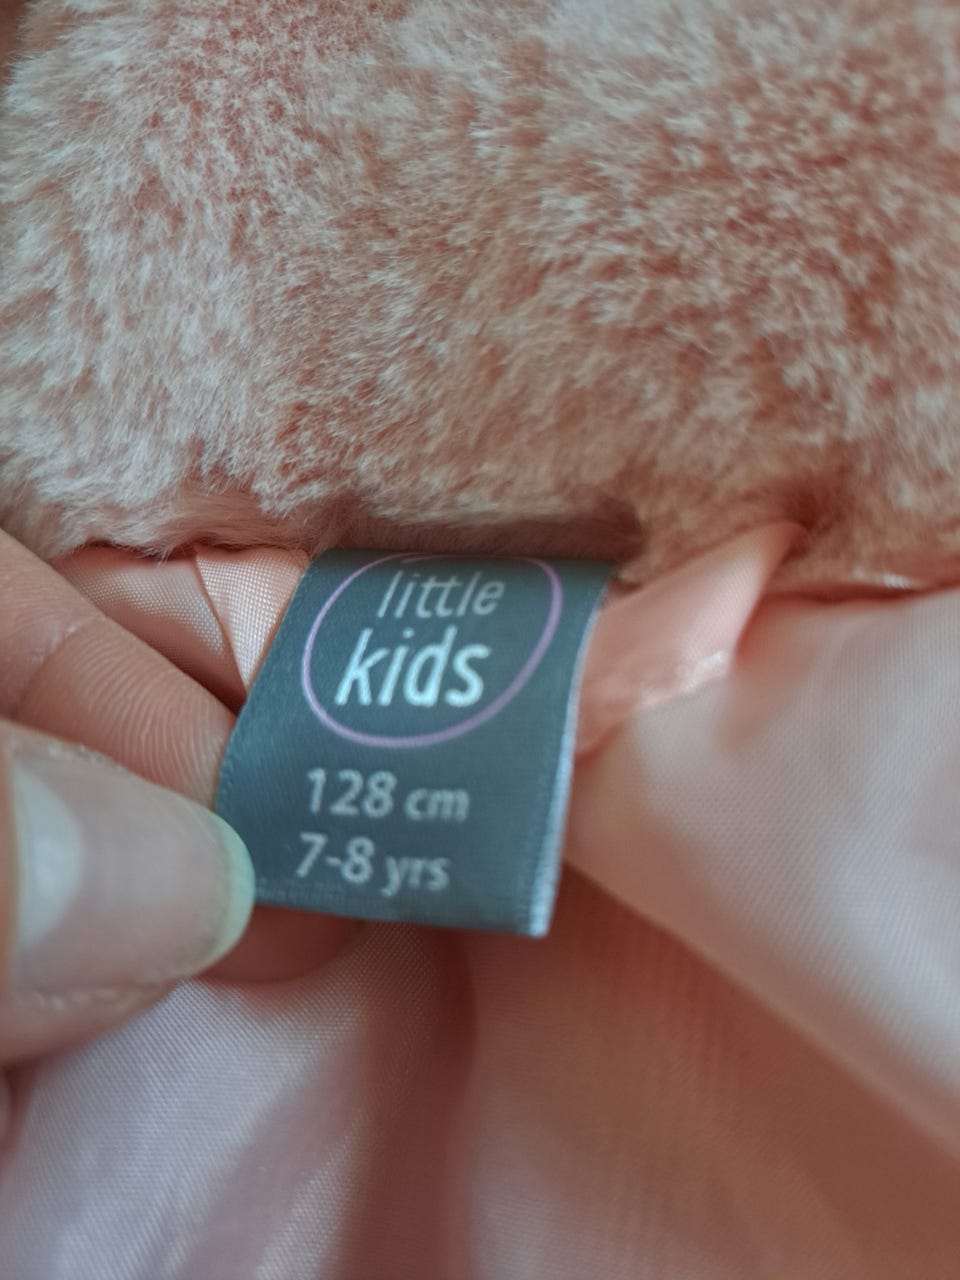 little
kids
128 cm
7-8 yrs